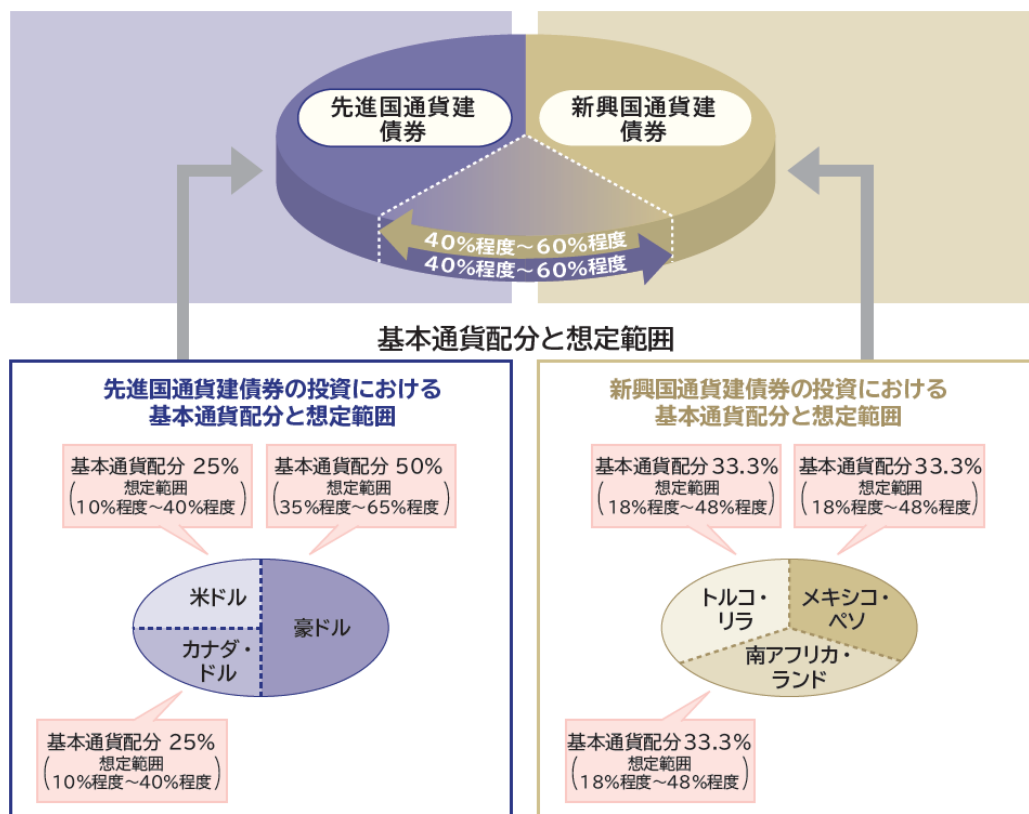 先進国通貨建
債券
新興国通貨建
債券
40%程度～60%程度
40%程度～60%程度
基本通貨配分と想定範囲
先進国通貨建債券の投資における
基本通貨配分と想定範囲
基本通貨配分 25%
想定範囲
(10%程度～40%程度)
基本通貨配分 50%
想定範囲
(35%程度～65%程度)
米ドル
カナダ・
ドル
豪ドル
基本通貨配分 25%
想定範囲
(10%程度～40%程度)
新興国通貨建債券の投資における
基本通貨配分と想定範囲
基本通貨配分33.3%
想定範囲
(18%程度～48%程度)
基本通貨配分33.3%
想定範囲
(18%程度～48%程度)
トルコ・
リラ
メキシコ・
ペソ
南アフリカ・
ランド
基本通貨配分33.3%
想定範囲
(18%程度～48%程度)